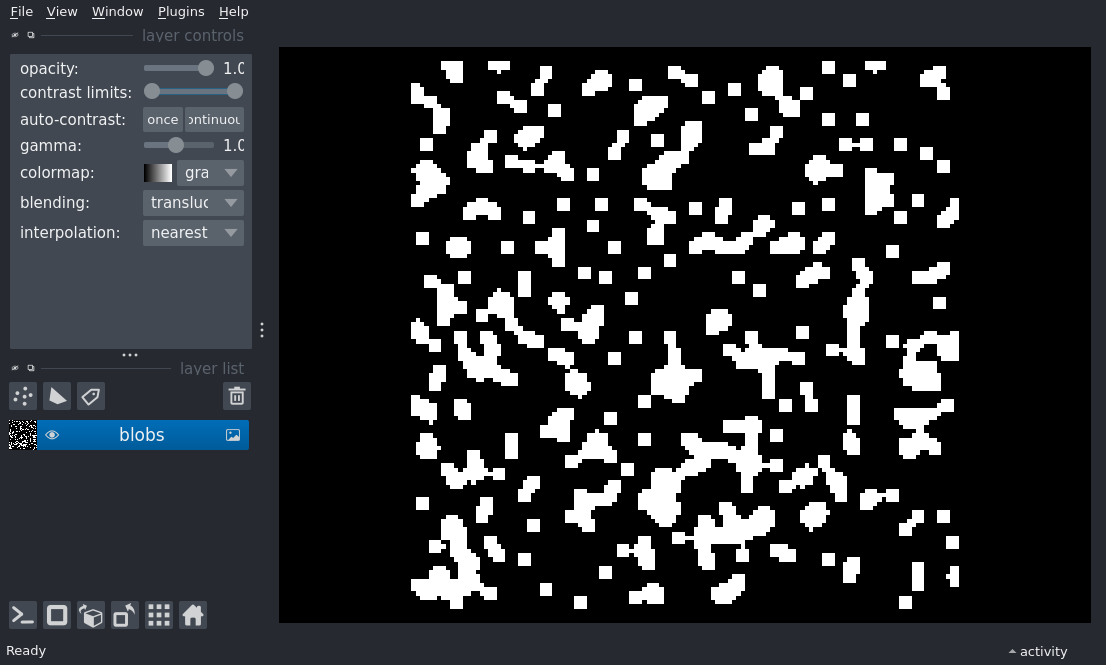 File View Window Plugins Help
layer controls
opacity: 1.0
contrast limits:
auto-contrast: once ontinuou
gamma: 1.0
colormap: gra
blending: transluc
interpolation: nearest
layer list
blobs
Ready
activity